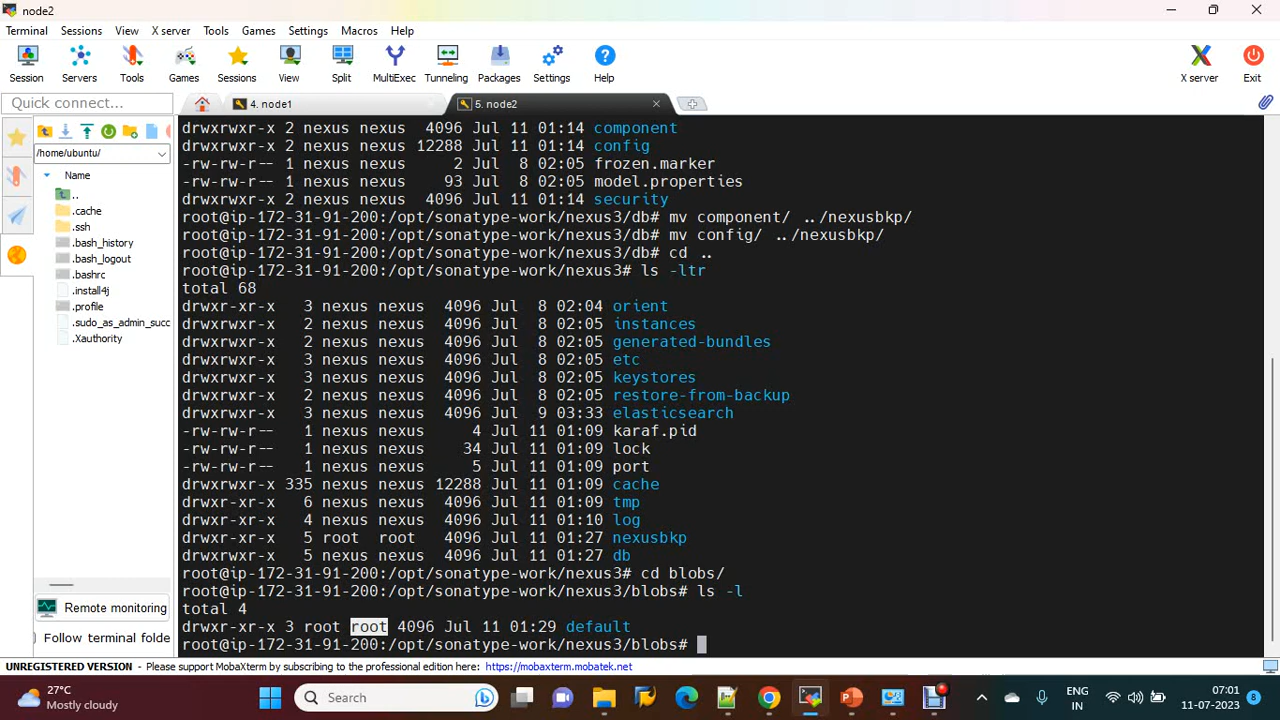 node2
Terminal Sessions View X server Tools Games Settings Macros Help
Session Servers Tools Games Sessions View Split MultiExec Tunneling Packages Settings Help X server Exit
Quick connect... 4. node1 5. node2
/home/ubuntu/
Name
..
.cache
.ssh
.bash_history
.bash_logout
.bashrc
.install4j
.profile
.sudo_as_admin_succ
.Xauthority
Remote monitoring
Follow terminal folde
drwxrwxr-x 2 nexus nexus 4096 Jul 11 01:14 component
drwxrwxr-x 2 nexus nexus 12288 Jul 11 01:14 config
-rw-rw-r-- 1 nexus nexus 2 Jul 8 02:05 frozen.marker
-rw-rw-r-- 1 nexus nexus 93 Jul 8 02:05 model.properties
drwxrwxr-x 2 nexus nexus 4096 Jul 11 01:14 security
root@ip-172-31-91-200:/opt/sonatype-work/nexus3/db# mv component/ ../nexusbkp/
root@ip-172-31-91-200:/opt/sonatype-work/nexus3/db# mv config/ ../nexusbkp/
root@ip-172-31-91-200:/opt/sonatype-work/nexus3/db# cd ..
root@ip-172-31-91-200:/opt/sonatype-work/nexus3# ls -ltr
total 68
drwxrwxr-x 3 nexus nexus 4096 Jul 8 02:04 orient
drwxrwxr-x 2 nexus nexus 4096 Jul 8 02:05 instances
drwxrwxr-x 2 nexus nexus 4096 Jul 8 02:05 generated-bundles
drwxrwxr-x 3 nexus nexus 4096 Jul 8 02:05 etc
drwxrwxr-x 3 nexus nexus 4096 Jul 8 02:05 keystores
drwxrwxr-x 2 nexus nexus 4096 Jul 8 02:05 restore-from-backup
drwxrwxr-x 3 nexus nexus 4096 Jul 9 03:33 elasticsearch
-rw-rw-r-- 1 nexus nexus 4 Jul 11 01:09 karaf.pid
-rw-rw-r-- 1 nexus nexus 34 Jul 11 01:09 lock
-rw-rw-r-- 1 nexus nexus 5 Jul 11 01:09 port
drwxrwxr-x 335 nexus nexus 12288 Jul 11 01:09 cache
drwxrwxr-x 6 nexus nexus 4096 Jul 11 01:09 tmp
drwxrwxr-x 4 nexus nexus 4096 Jul 11 01:10 log
drwxr-xr-x 5 root root 4096 Jul 11 01:27 nexusbkp
drwxrwxr-x 5 nexus nexus 4096 Jul 11 01:27 db
root@ip-172-31-91-200:/opt/sonatype-work/nexus3# cd blobs/
root@ip-172-31-91-200:/opt/sonatype-work/nexus3/blobs# ls -l
total 4
drwxr-xr-x 3 root root 4096 Jul 11 01:29 default
root@ip-172-31-91-200:/opt/sonatype-work/nexus3/blobs#
UNREGISTERED VERSION - Please support MobaXterm by subscribing to the professional edition here: https://mobaxterm.mobatek.net
27°C
Mostly cloudy
Search
ENG
IN
07:01
11-07-2023
8